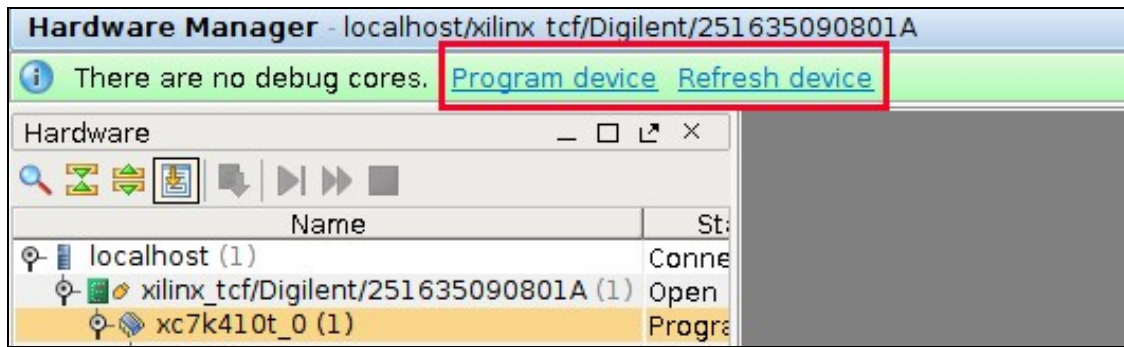 Hardware Manager - localhost/xilinx_tcf/Digilent/251635090801A
There are no debug cores. Program device Refresh device
Hardware
Name St
localhost (1) Conne
xilinx_tcf/Digilent/251635090801A (1) Open
xc7k410t_0 (1) Progra